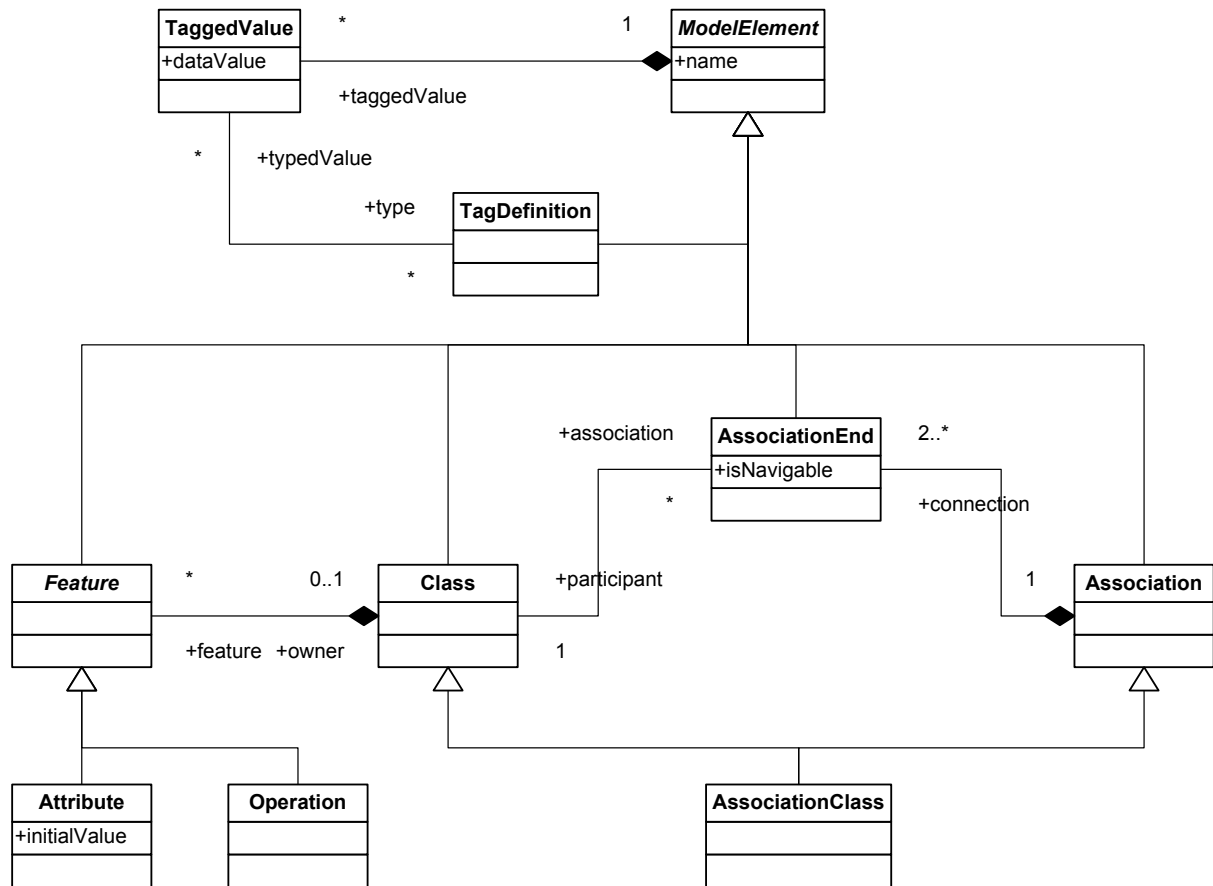 TaggedValue
*
1
ModelElement
+dataValue
+name
+taggedValue
*
+typedValue
+type
TagDefinition
*
+association
AssociationEnd
2..*
+isNavigable
*
+connection
Feature
*
0..1
Class
+participant
1
Association
+feature
+owner
1
Attribute
Operation
AssociationClass
+initialValue